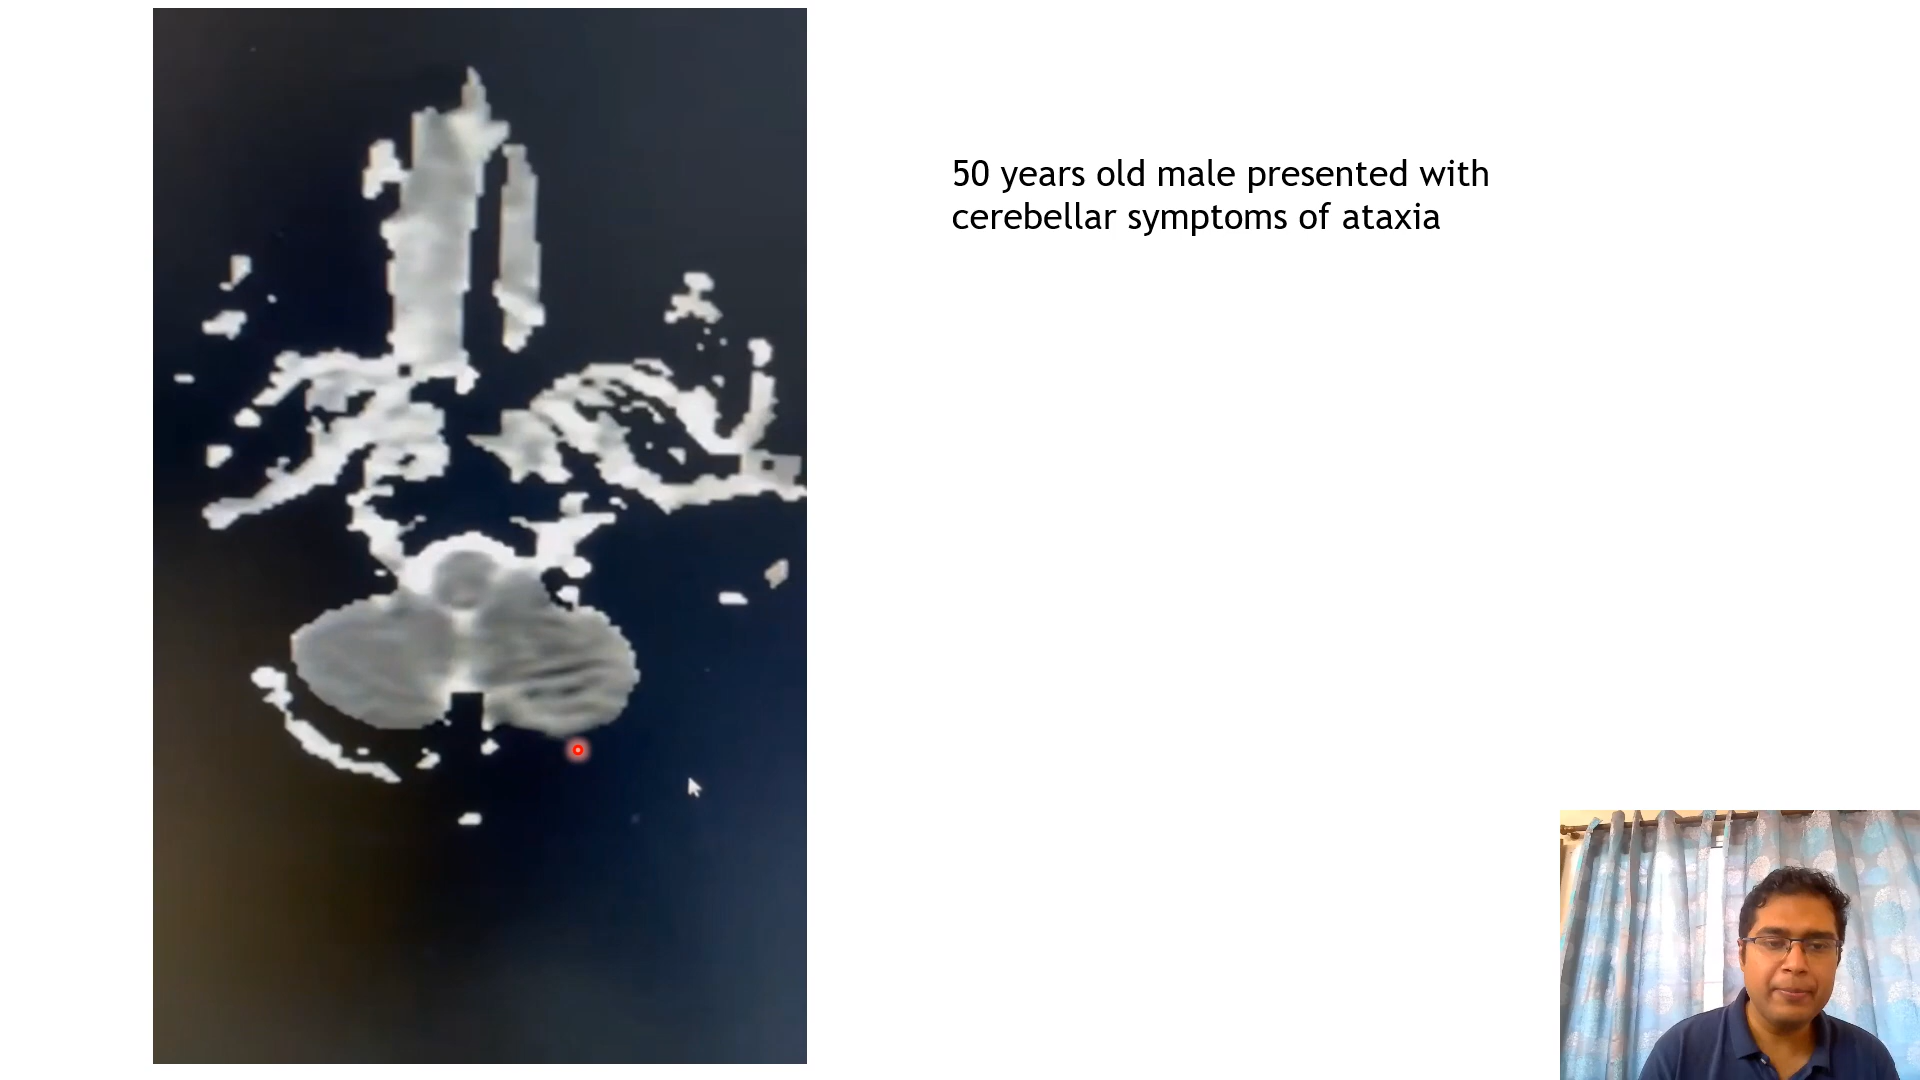 50 years old male presented with
cerebellar symptoms of ataxia